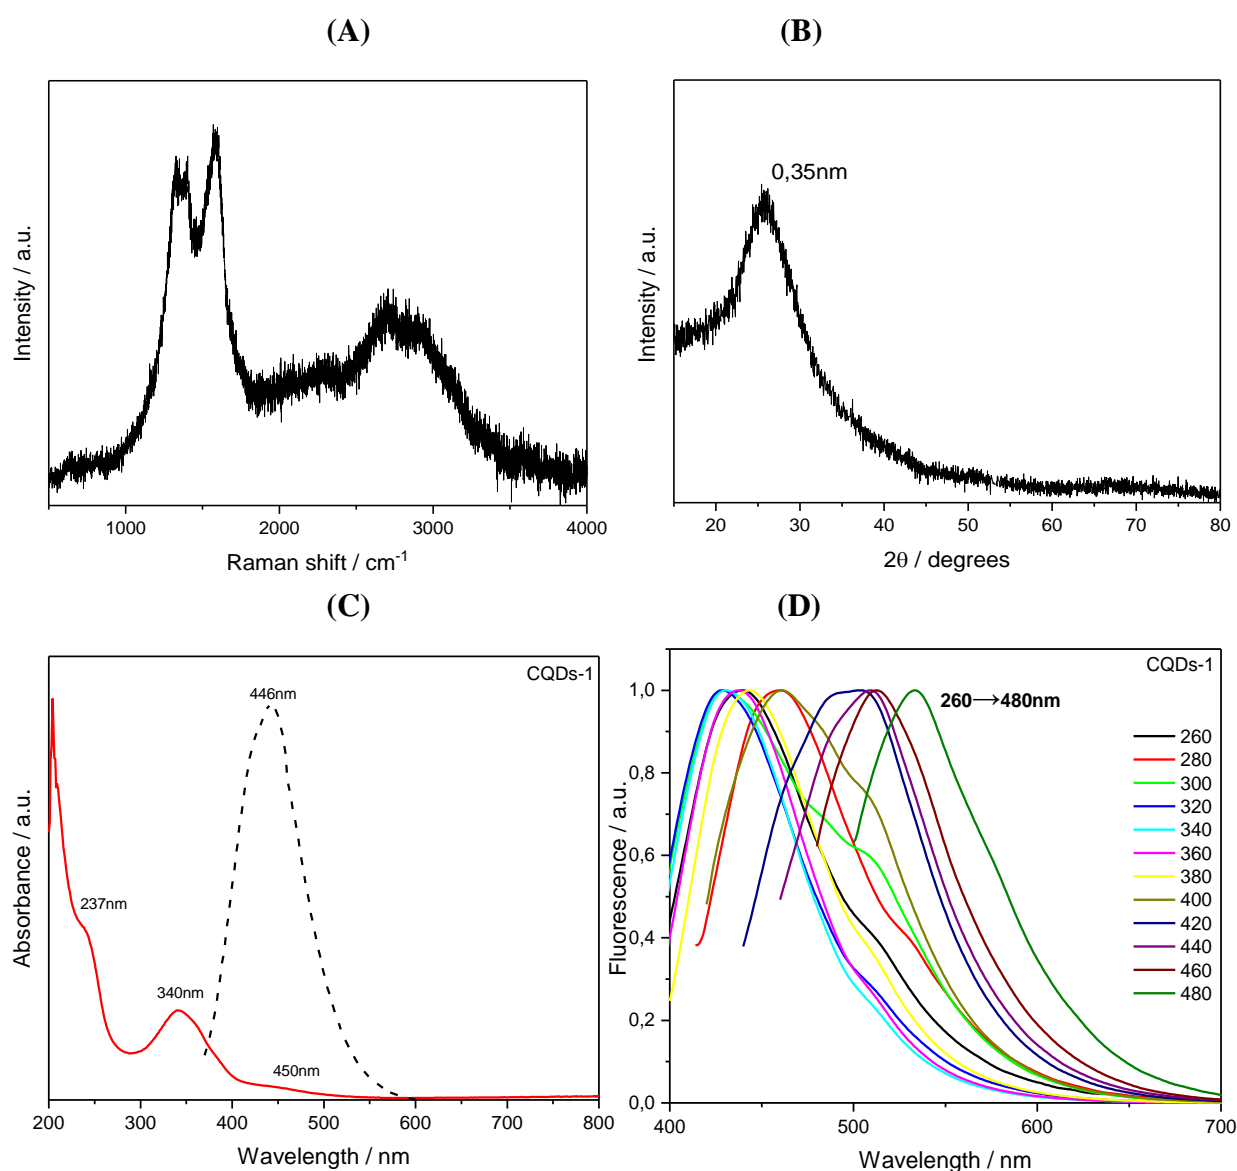 (A)
(B)
Intensity / a.u.
1000
2000
3000
4000
Raman shift / cm⁻¹
0,35nm
Intensity / a.u.
20
30
40
50
60
70
80
2θ / degrees
(C)
(D)
CQDs-1
446nm
237nm
340nm
450nm
Absorbance / a.u.
200
300
400
500
600
700
800
Wavelength / nm
CQDs-1
260→480nm
1,0
0,8
0,6
0,4
0,2
0,0
Fluorescence / a.u.
260
280
300
320
340
360
380
400
420
440
460
480
400
500
600
700
Wavelength / nm